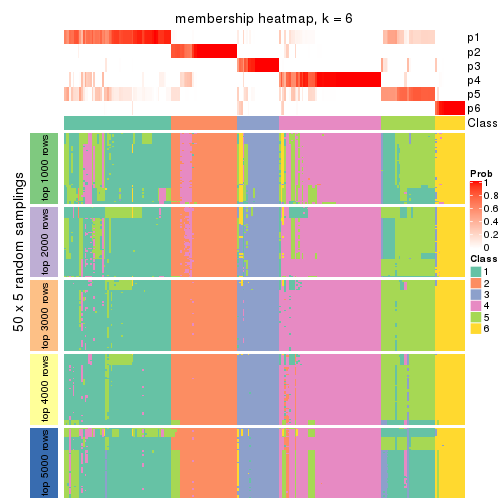 membership heatmap, k = 6
p1
p2
p3
p4
p5
p6
Class
50 x 5 random samplings
top 1000 rows
top 2000 rows
top 3000 rows
top 4000 rows
top 5000 rows
Prob
1
0.8
0.6
0.4
0.2
0
Class
1
2
3
4
5
6